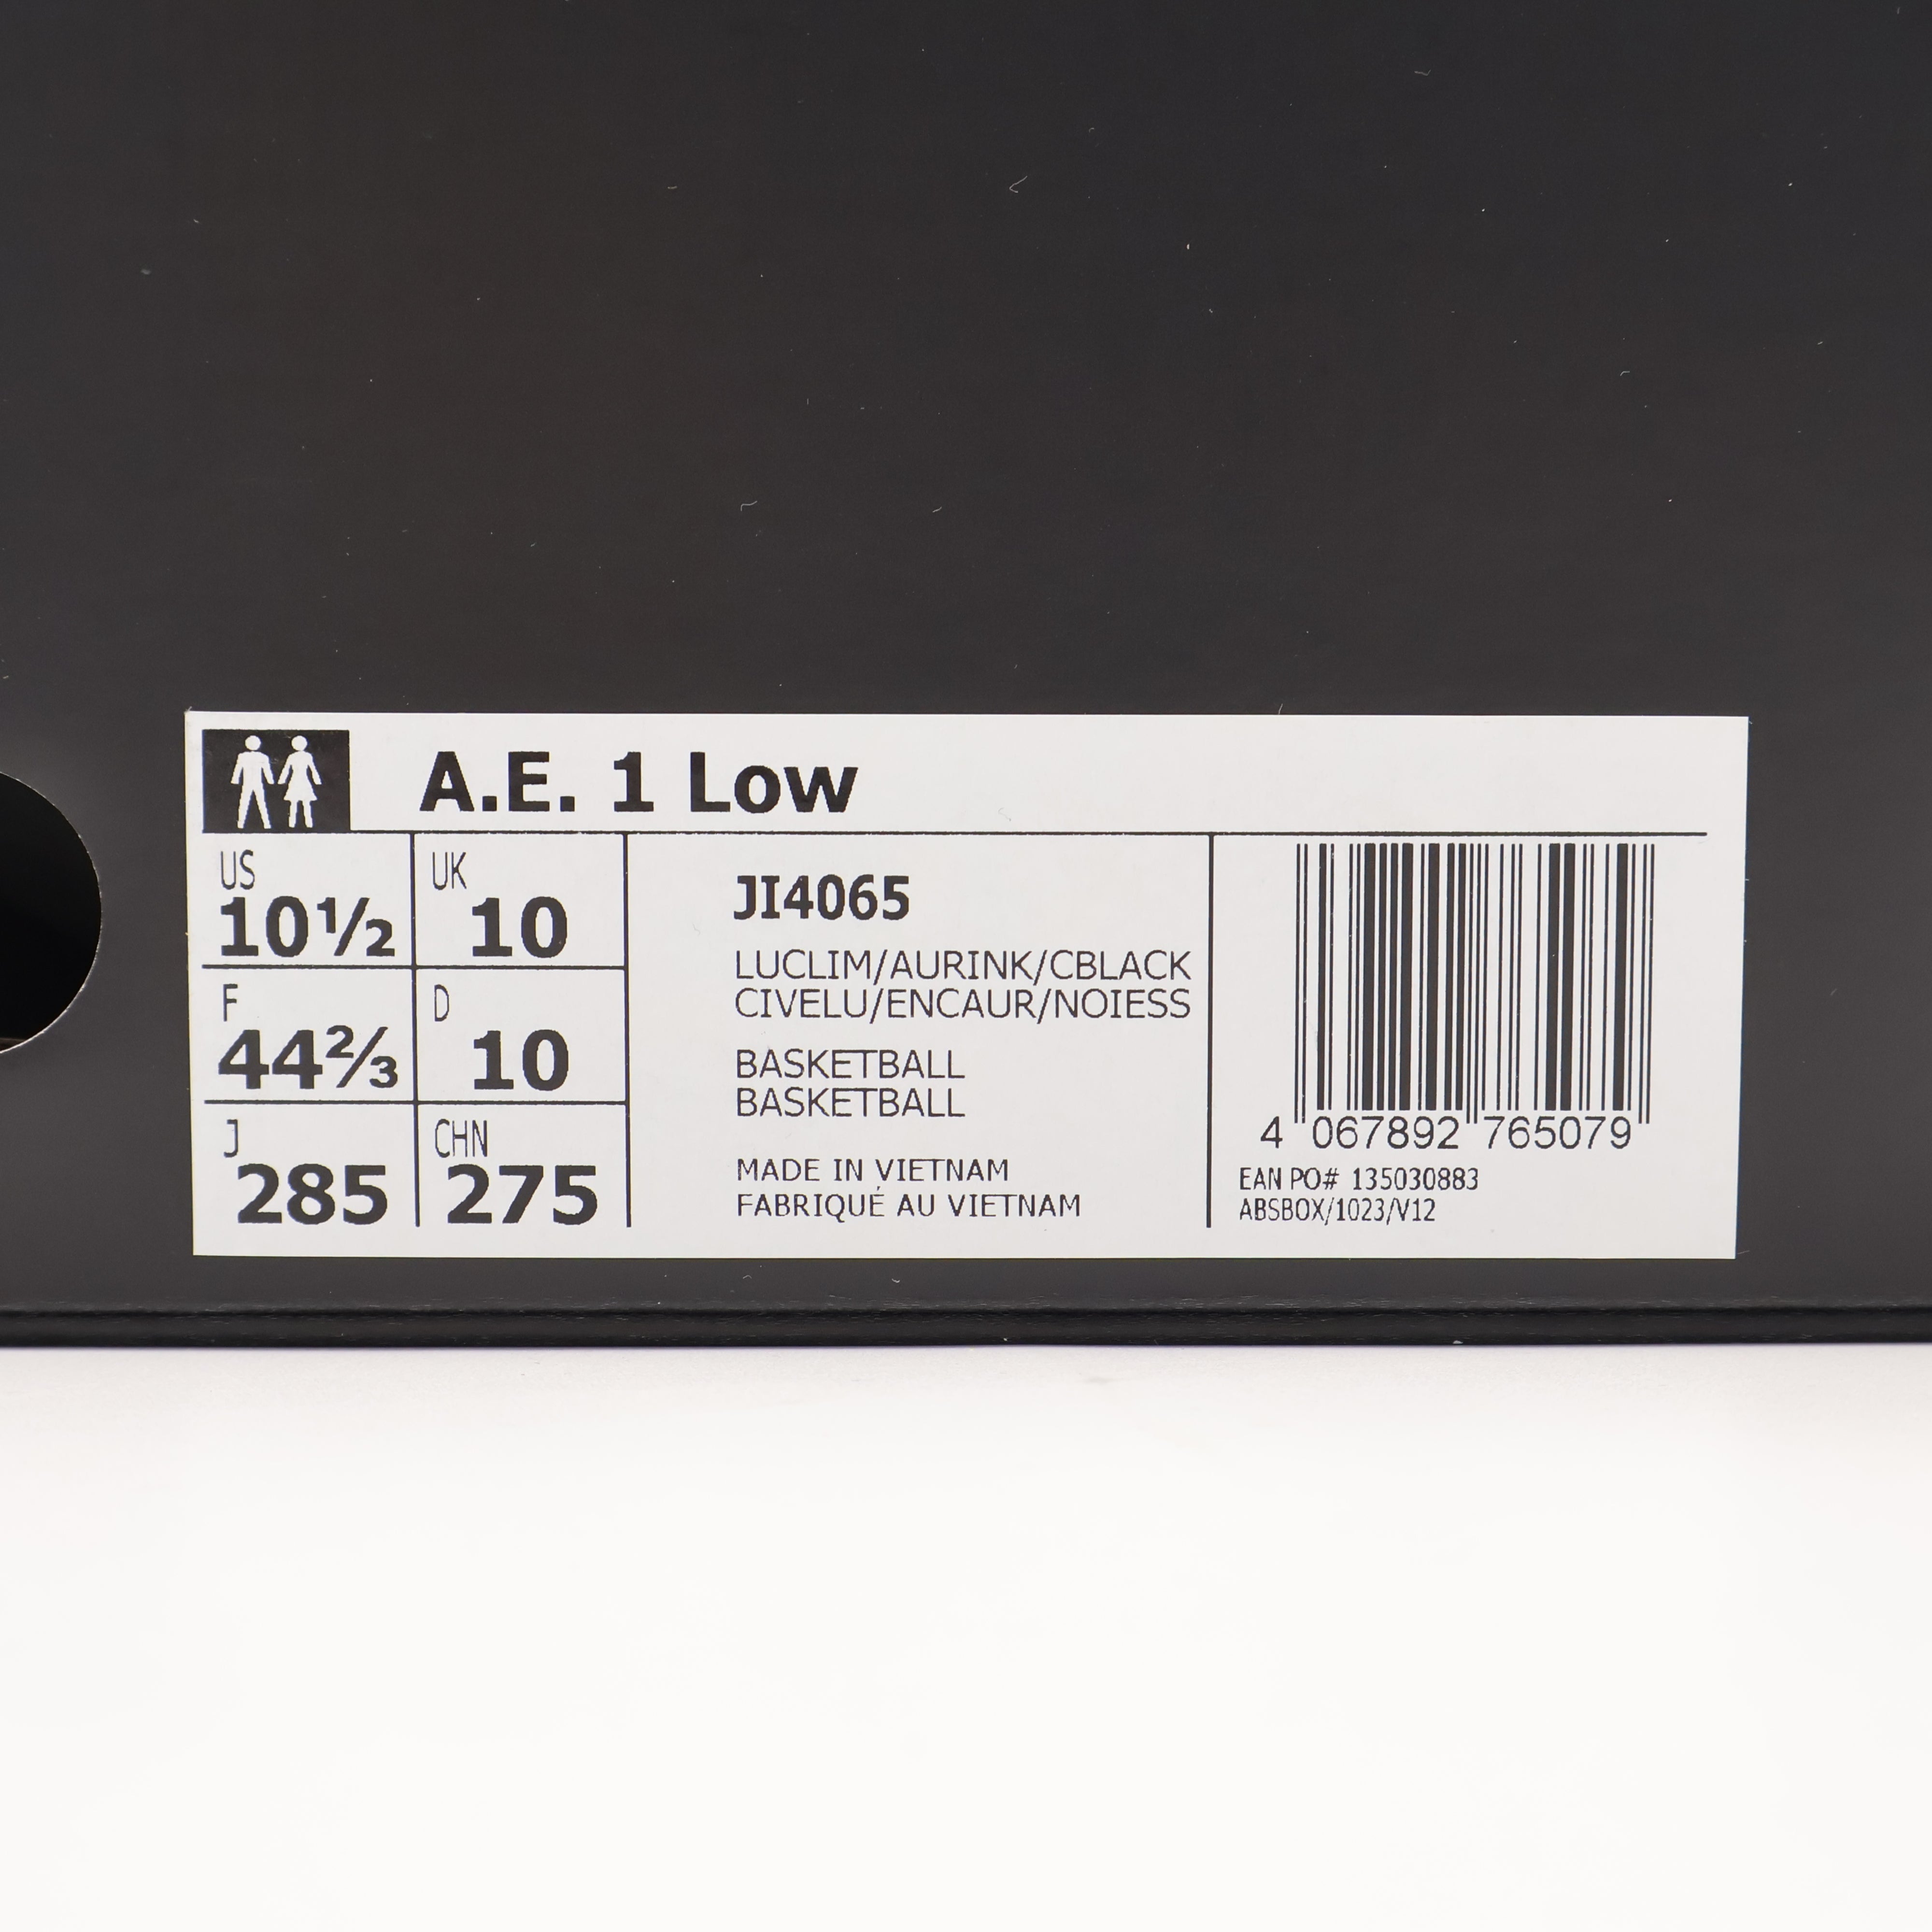 A.E. 1 Low
US
10½
UK
10
F
44⅔
D
10
J
285
CHN
275
JI4065
LUCLIM/AURINK/CBLACK
CIVELU/ENCAUR/NOIESS
BASKETBALL
BASKETBALL
MADE IN VIETNAM
FABRIQUÉ AU VIETNAM
4 067892 765079
EAN PO# 135030883
ABSBOX/1023/V12